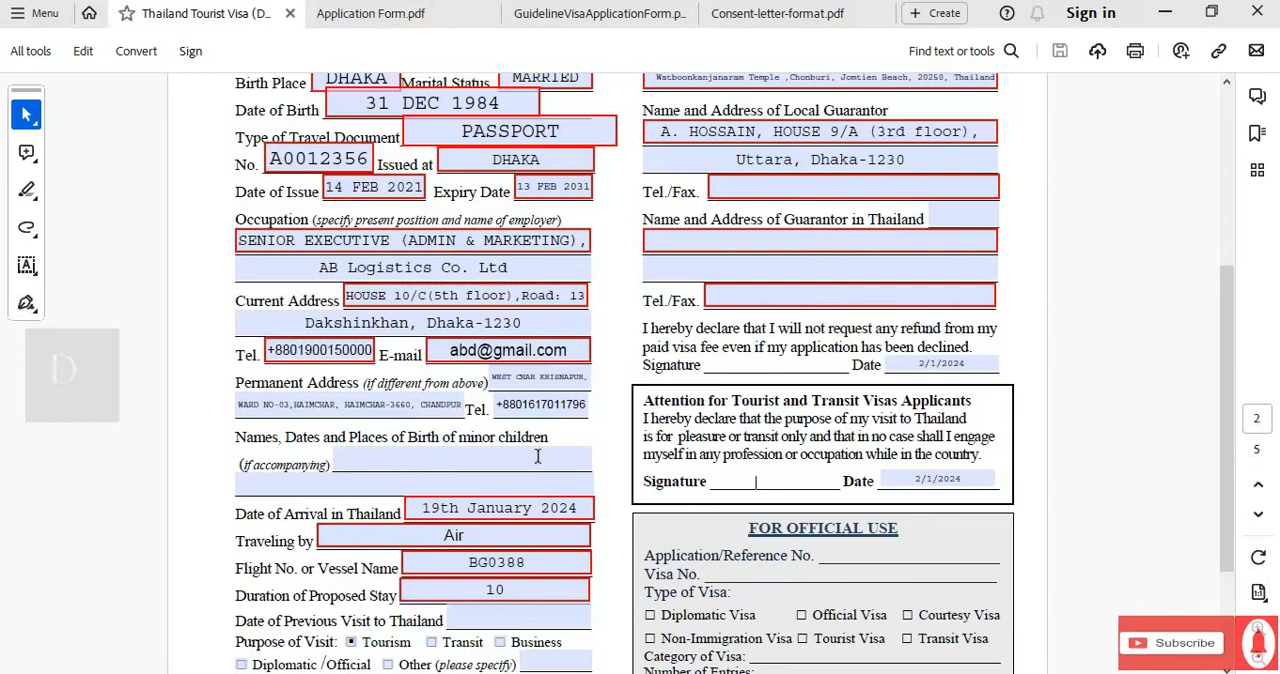 Menu
Thailand Tourist Visa (D...
Application Form.pdf
GuidelineVisaApplicationForm.p...
Consent-letter-format.pdf
Create
Sign in
All tools
Edit
Convert
Sign
Find text or tools
Birth Place DHAKA Marital Status MARRIED
Date of Birth 31 DEC 1984
Type of Travel Document PASSPORT
No. A0012356 Issued at DHAKA
Date of Issue 14 FEB 2021 Expiry Date 13 FEB 2031
Occupation (specify present position and name of employer)
SENIOR EXECUTIVE (ADMIN & MARKETING),
AB Logistics Co. Ltd
Current Address HOUSE 10/C(5th floor),Road: 13
Dakshinkhan, Dhaka-1230
Tel. +8801900150000 E-mail abd@gmail.com
Permanent Address (if different from above) WEST CHAR KRISNAPUR,
WARD NO-03,HAIMCHAR, HAIMCHAR-3660, CHANDPUR Tel. +8801617011796
Names, Dates and Places of Birth of minor children
(if accompanying)
Date of Arrival in Thailand 19th January 2024
Traveling by Air
Flight No. or Vessel Name BG0388
Duration of Proposed Stay 10
Date of Previous Visit to Thailand
Purpose of Visit: Tourism Transit Business
Diplomatic /Official Other (please specify)
Watboonkanjanaram Temple ,Chonburi, Jomtien Beach, 20250, Thailand
Name and Address of Local Guarantor
A. HOSSAIN, HOUSE 9/A (3rd floor),
Uttara, Dhaka-1230
Tel./Fax.
Name and Address of Guarantor in Thailand
Tel./Fax.
I hereby declare that I will not request any refund from my
paid visa fee even if my application has been declined.
Signature Date 2/1/2024
Attention for Tourist and Transit Visas Applicants
I hereby declare that the purpose of my visit to Thailand
is for pleasure or transit only and that in no case shall I engage
myself in any profession or occupation while in the country.
Signature Date 2/1/2024
FOR OFFICIAL USE
Application/Reference No.
Visa No.
Type of Visa:
Diplomatic Visa Official Visa Courtesy Visa
Non-Immigration Visa Tourist Visa Transit Visa
Category of Visa:
Number of Entries:
2
5
Subscribe
D